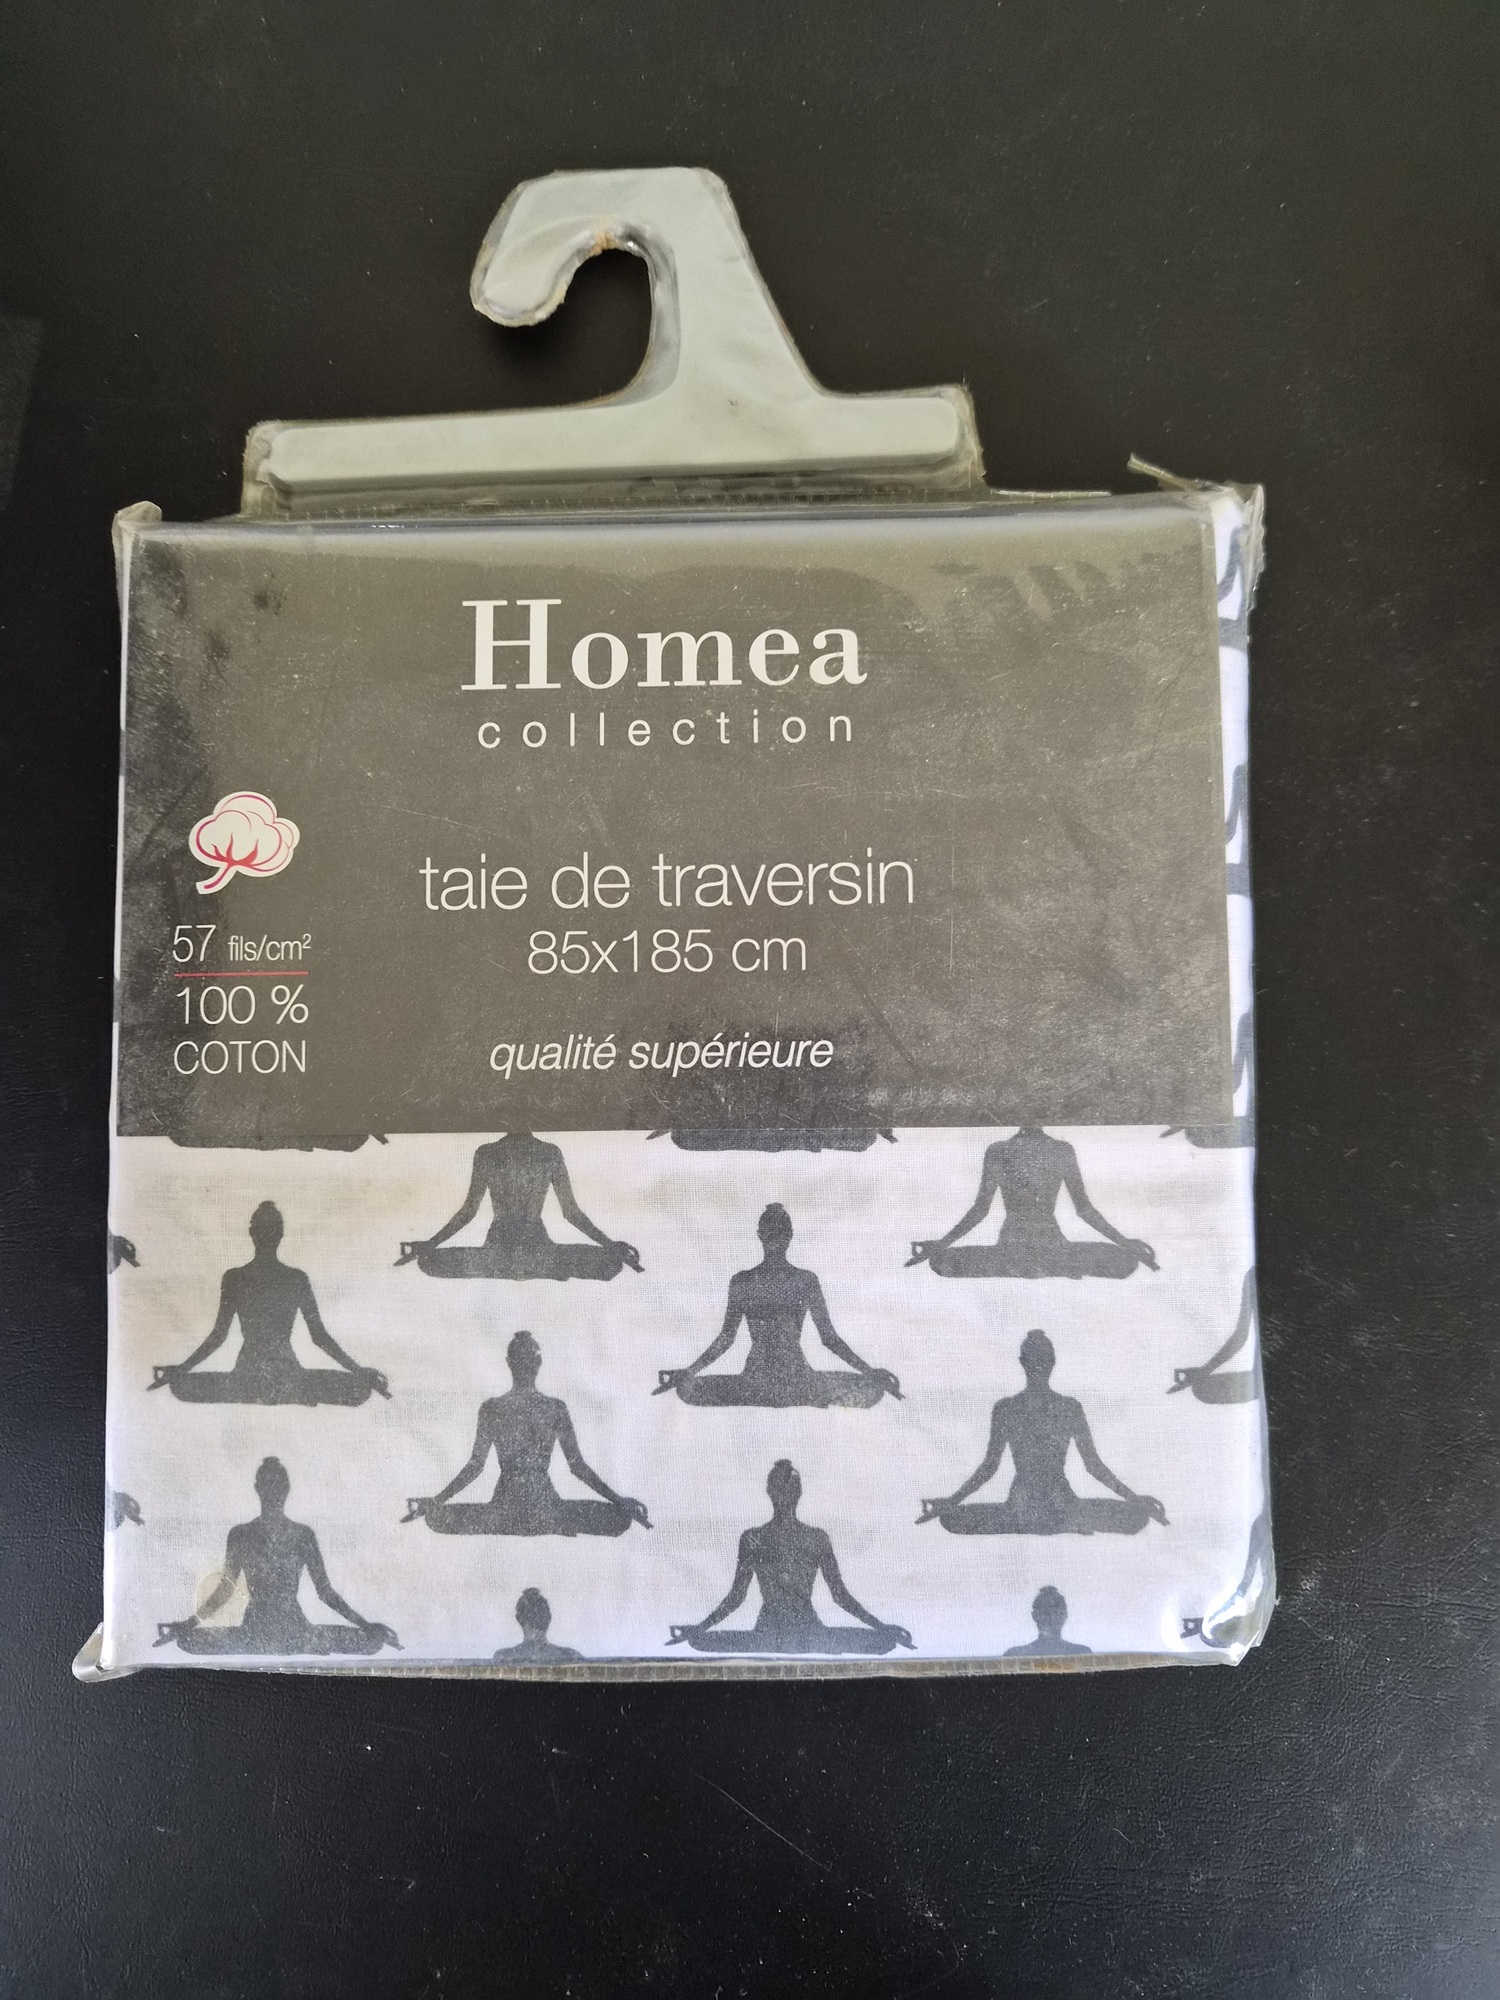 Homea
collection
taie de traversin
85x185 cm
qualité supérieure
57 fils/cm²
100 %
COTON